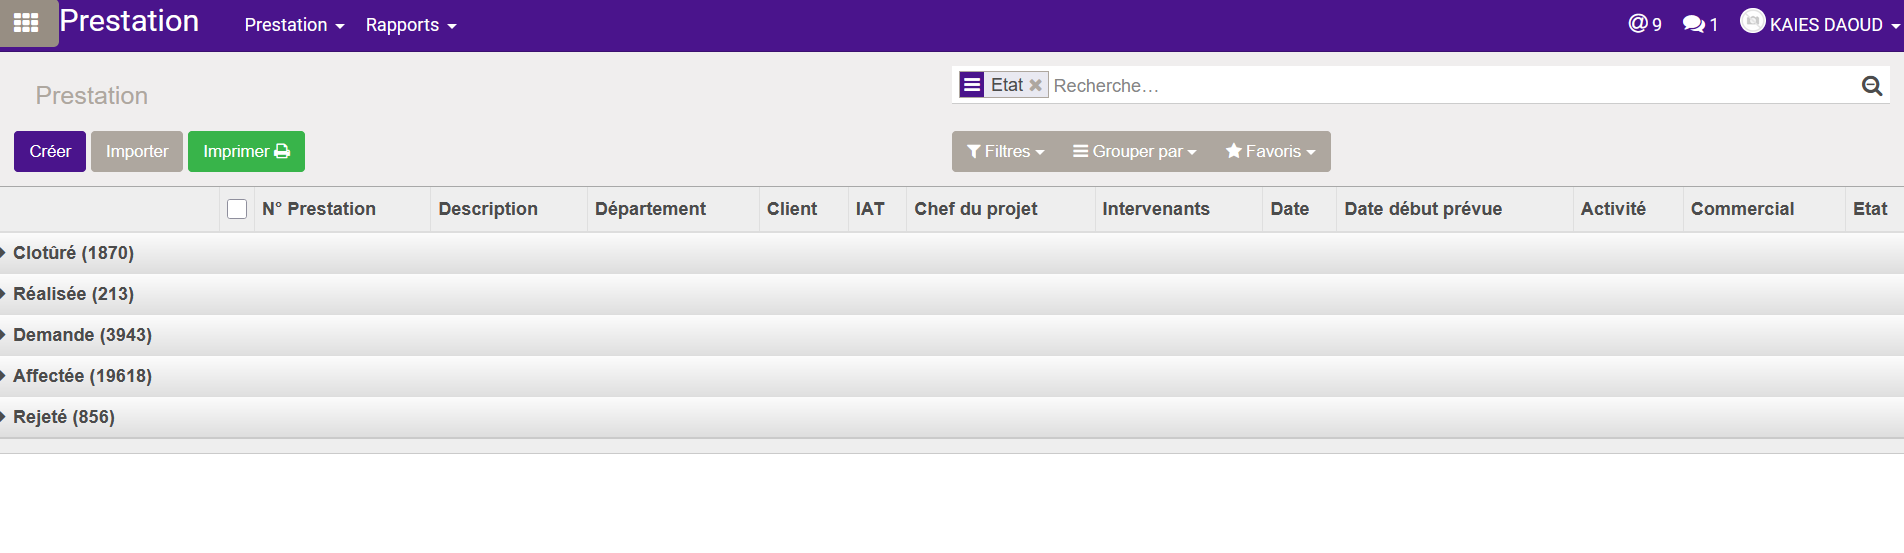 Prestation Prestation Rapports @ 9 1 KAIES DAOUD
Prestation
Etat Recherche…
Créer Importer Imprimer Filtres Grouper par Favoris
N° Prestation Description Département Client IAT Chef du projet Intervenants Date Date début prévue Activité Commercial Etat
Clotûré (1870)
Réalisée (213)
Demande (3943)
Affectée (19618)
Rejeté (856)